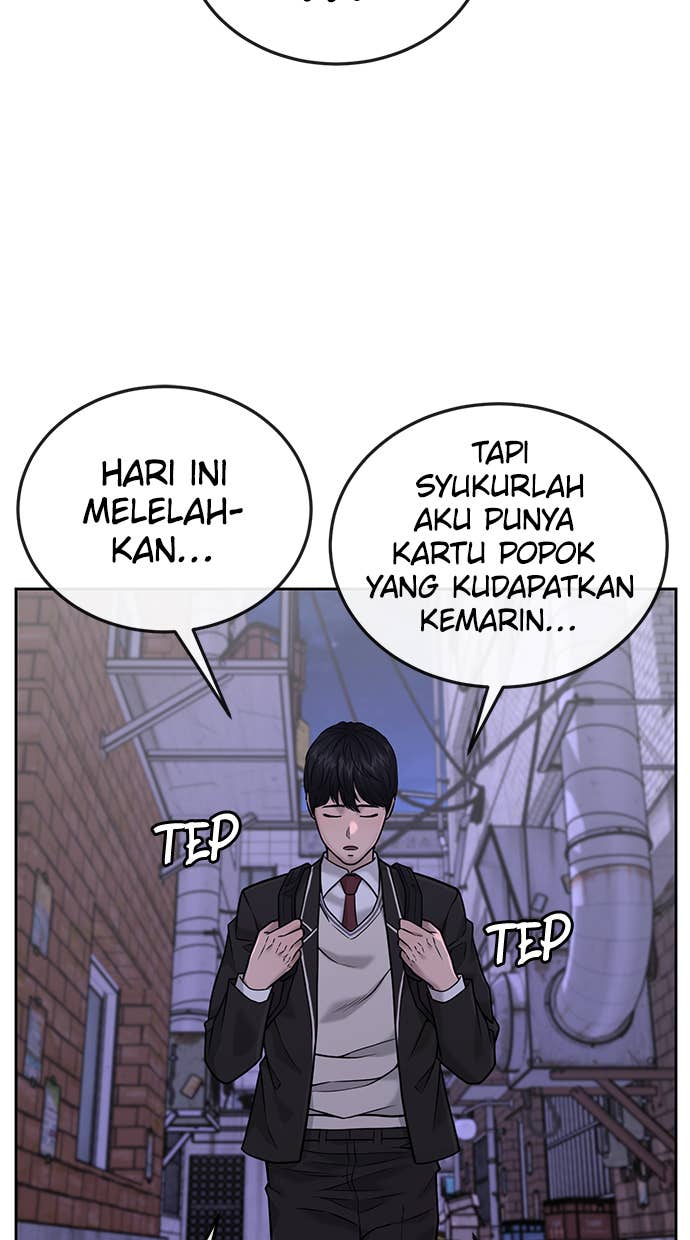 HARI INI
MELELAH-
KAN...
TAPI
SYUKURLAH
AKU PUNYA
KARTU POPOK
YANG KUDAPATKAN
KEMARIN...
TEP
TEP